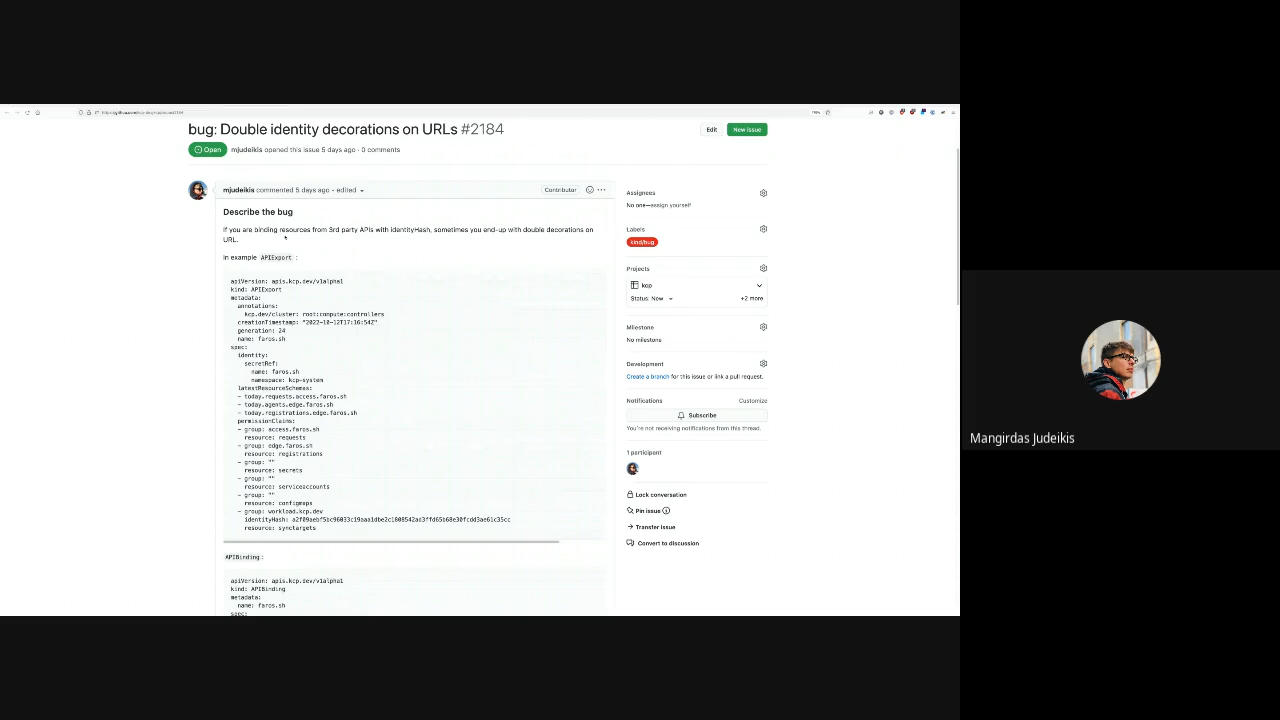 bug: Double identity decorations on URLs #2184
Edit
New issue
Open
mjudeikis opened this issue 5 days ago · 0 comments
mjudeikis commented 5 days ago · edited
Contributor
Describe the bug
If you are binding resources from 3rd party APIs with identityHash, sometimes you end-up with double decorations on
URL.
In example APIExport :
apiVersion: apis.kcp.dev/v1alpha1
kind: APIExport
metadata:
annotations:
kcp.dev/cluster: root:compute:controllers
creationTimestamp: "2022-10-12T17:16:54Z"
generation: 24
name: faros.sh
spec:
identity:
secretRef:
name: faros.sh
namespace: kcp-system
latestResourceSchemas:
- today.requests.access.faros.sh
- today.agents.edge.faros.sh
- today.registrations.edge.faros.sh
permissionClaims:
- group: access.faros.sh
resource: requests
- group: edge.faros.sh
resource: registrations
- group: ""
resource: secrets
- group: ""
resource: serviceaccounts
- group: ""
resource: configmaps
- group: workload.kcp.dev
identityHash:
resource: synctargets
APIBinding:
apiVersion: apis.kcp.dev/v1alpha1
kind: APIBinding
metadata:
name: faros.sh
spec:
Assignees
No one—assign yourself
Labels
kind/bug
Projects
kcp
Status: New
+2 more
Milestone
No milestone
Development
Create a branch for this issue or link a pull request.
Notifications
Customize
Subscribe
You're not receiving notifications from this thread.
1 participant
Lock conversation
Pin issue
Transfer issue
Convert to discussion
Mangirdas Judeikis